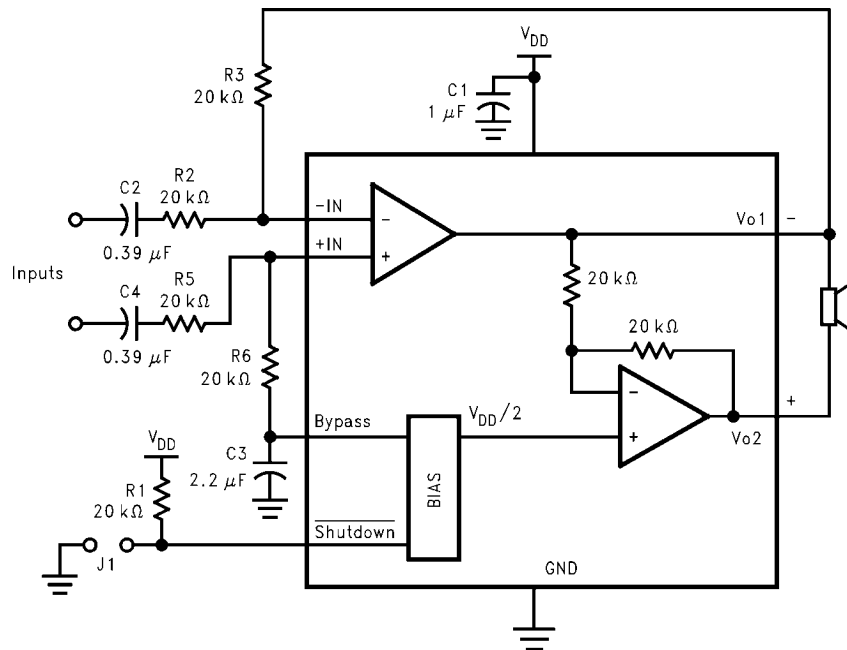 V_DD
R3
20 kΩ
C1
1 μF
C2
0.39 μF
R2
20 kΩ
-IN
-
+IN
+
Vo1
-
Inputs
C4
0.39 μF
R5
20 kΩ
20 kΩ
20 kΩ
R6
20 kΩ
-
+
+
Vo2
Bypass
V_DD/2
BIAS
C3
2.2 μF
V_DD
R1
20 kΩ
Shutdown
J1
GND